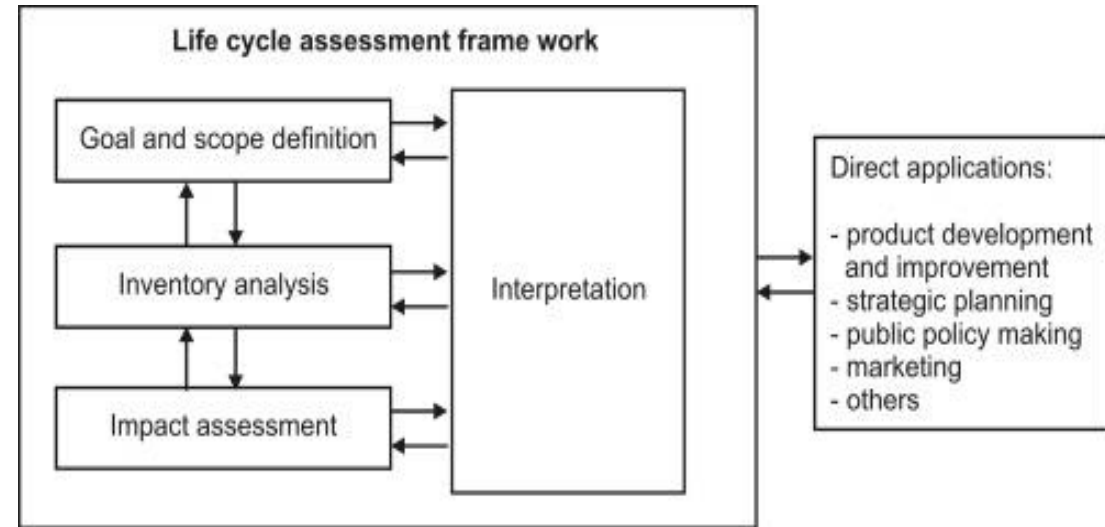 Life cycle assessment frame work
Goal and scope definition
Inventory analysis
Impact assessment
Interpretation
Direct applications:
- product development
and improvement
- strategic planning
- public policy making
- marketing
- others